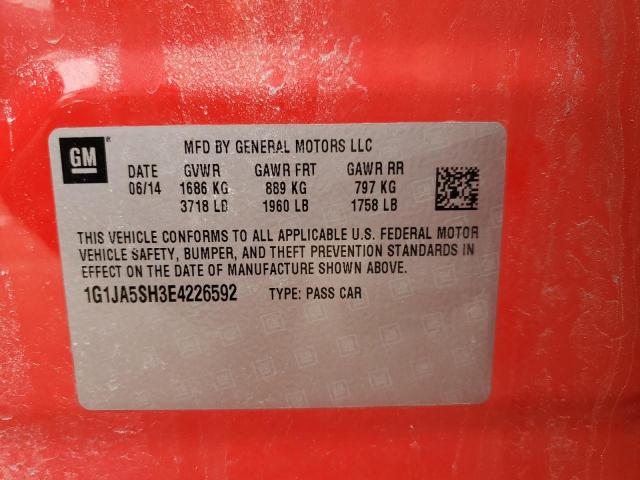 GM ®
MFD BY GENERAL MOTORS LLC
DATE GVWR GAWR FRT GAWR RR
06/14 1686 KG 889 KG 797 KG
3718 LB 1960 LB 1758 LB
THIS VEHICLE CONFORMS TO ALL APPLICABLE U.S. FEDERAL MOTOR
VEHICLE SAFETY, BUMPER, AND THEFT PREVENTION STANDARDS IN
EFFECT ON THE DATE OF MANUFACTURE SHOWN ABOVE.
1G1JA5SH3E4226592 TYPE: PASS CAR